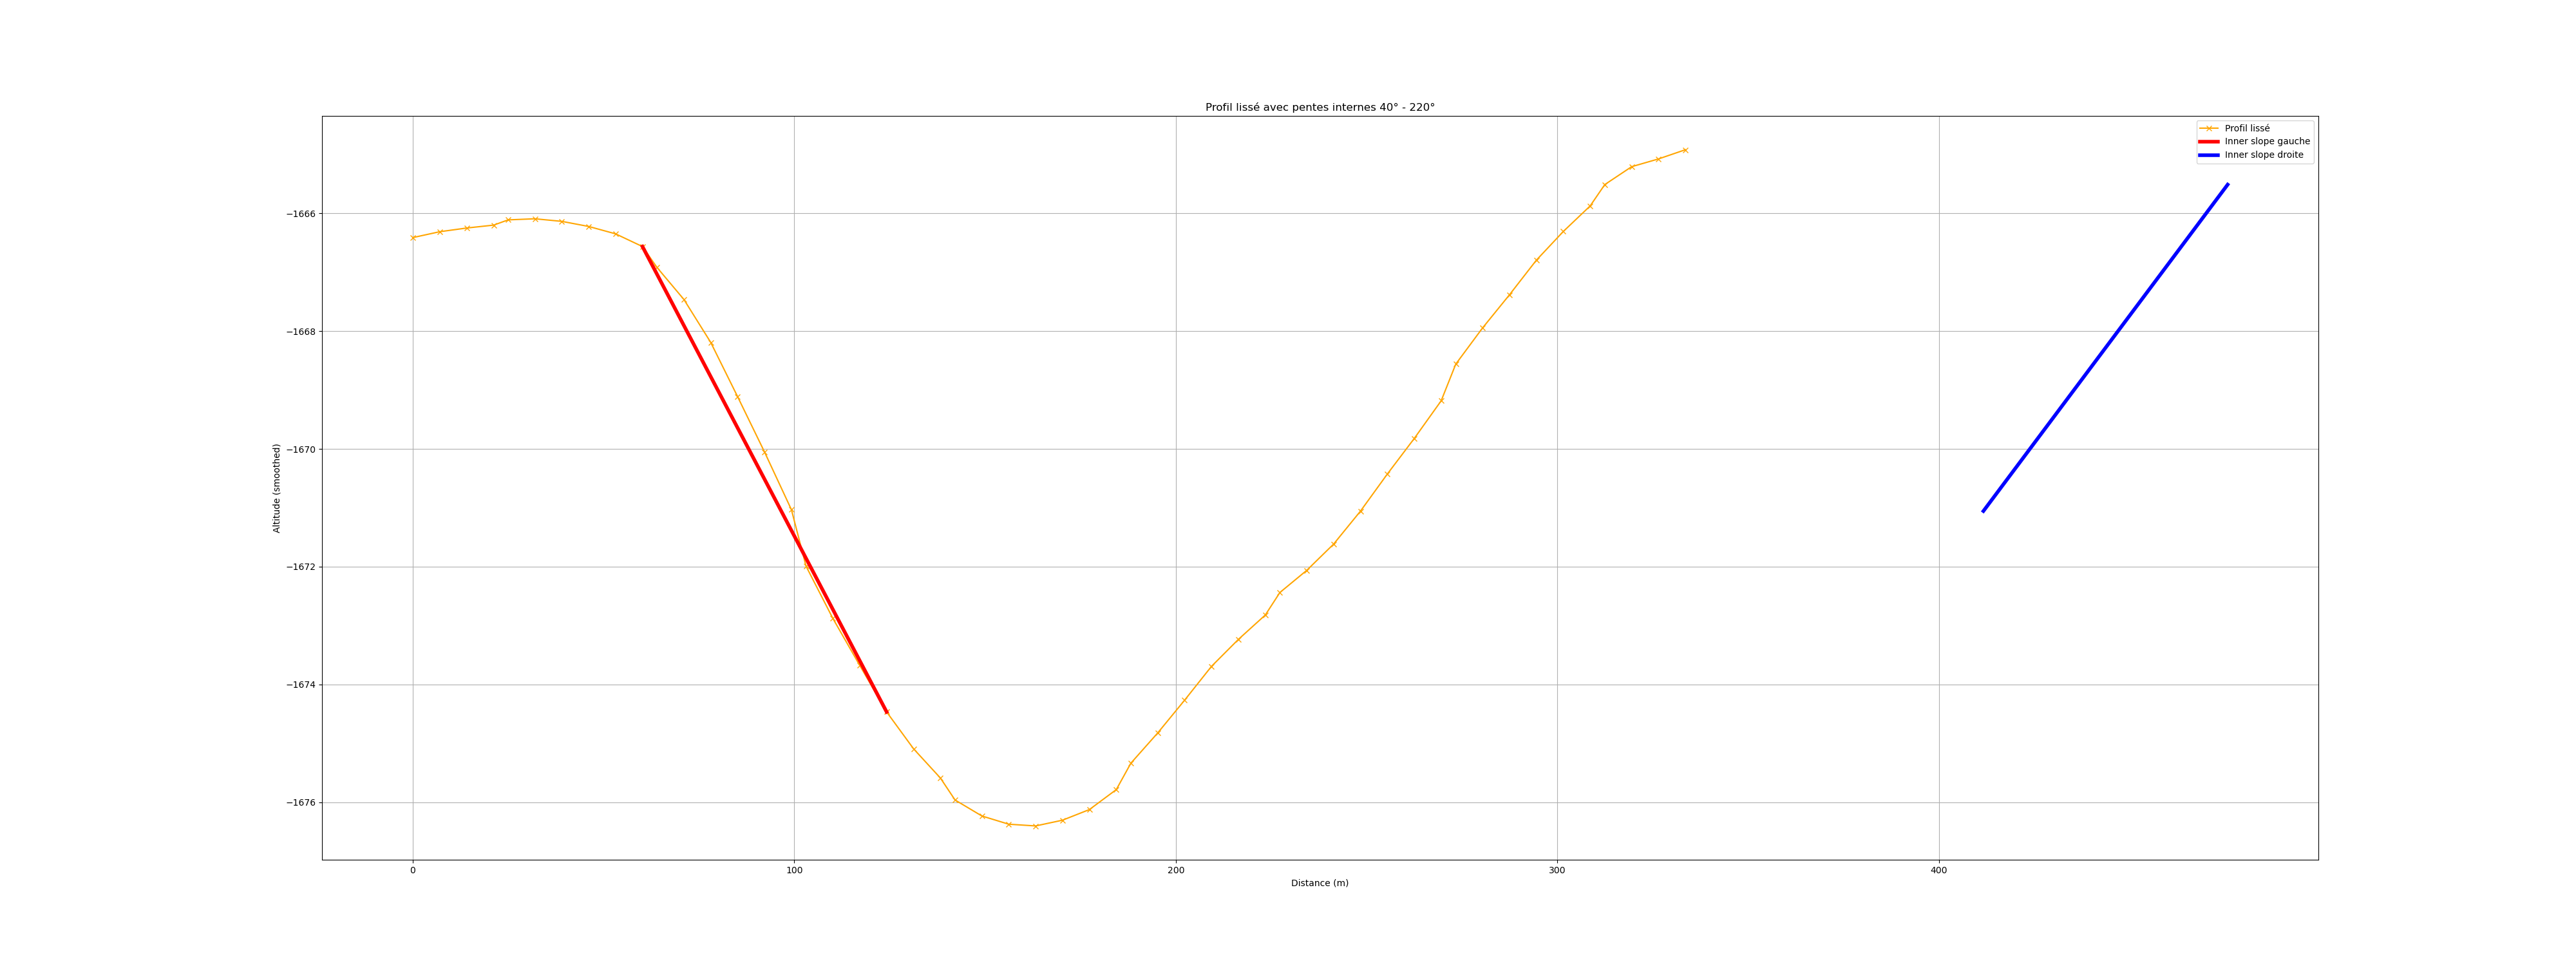 Profil lissé avec pentes internes 40° - 220°
Profil lissé
Inner slope gauche
Inner slope droite
Altitude (smoothed)
−1666
−1668
−1670
−1672
−1674
−1676
0
100
200
300
400
Distance (m)